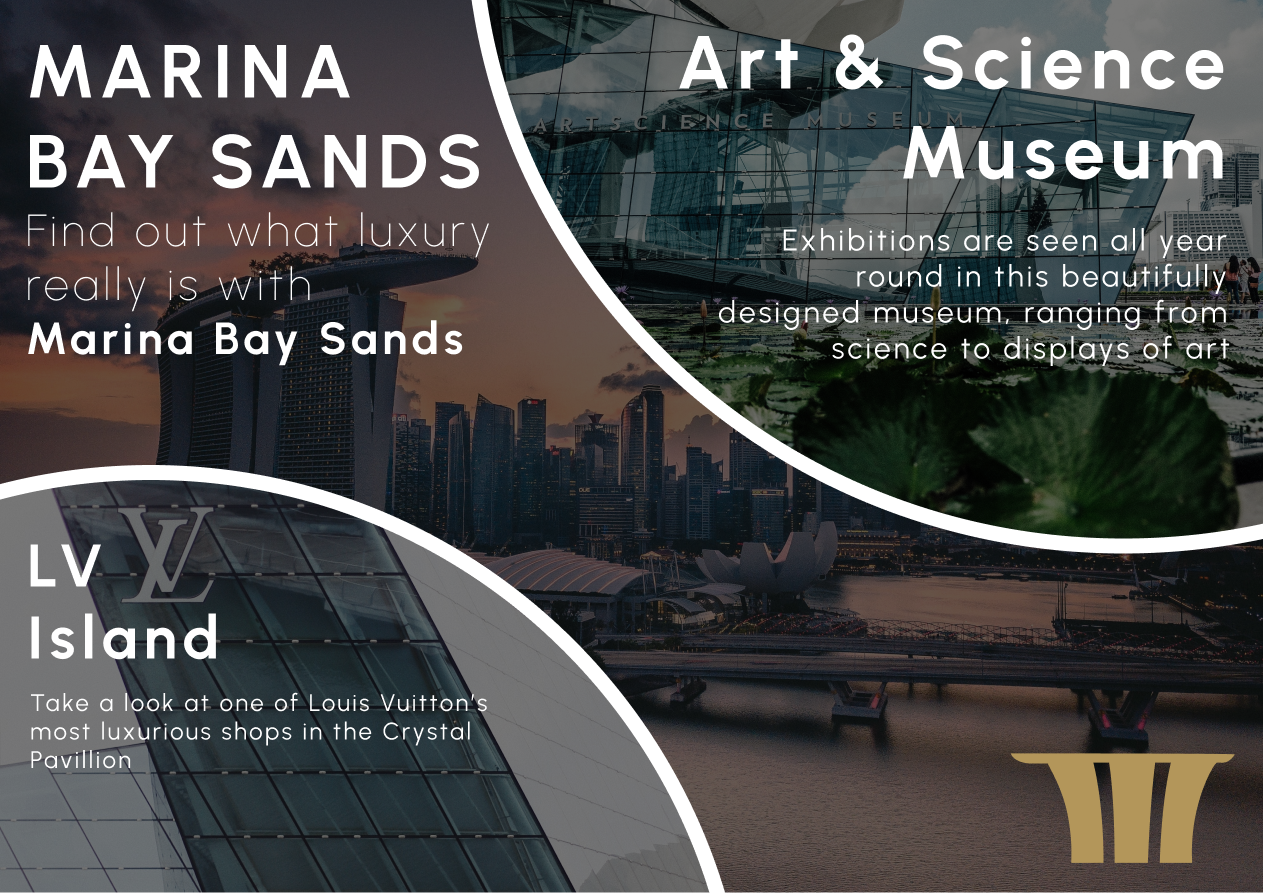 MARINA
BAY SANDS
Find out what luxury
really is with
Marina Bay Sands
Art & Science
Museum
ARTSCIENCE MUSEUM
Exhibitions are seen all year
round in this beautifully
designed museum, ranging from
science to displays of art
LV
LV
Island
Take a look at one of Louis Vuitton's
most luxurious shops in the Crystal
Pavillion